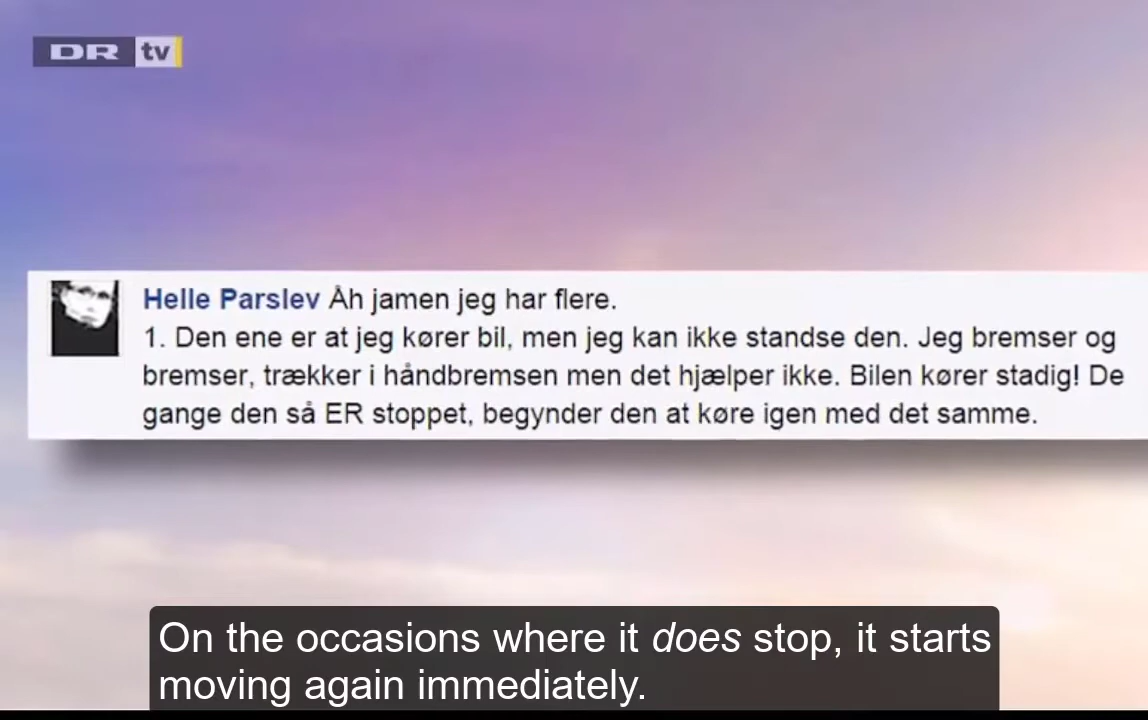 DR tv
Helle Parslev Åh jamen jeg har flere.
1. Den ene er at jeg kører bil, men jeg kan ikke standse den. Jeg bremser og
bremser, trækker i håndbremsen men det hjælper ikke. Bilen kører stadig! De
gange den så ER stoppet, begynder den at køre igen med det samme.
On the occasions where it does stop, it starts
moving again immediately.